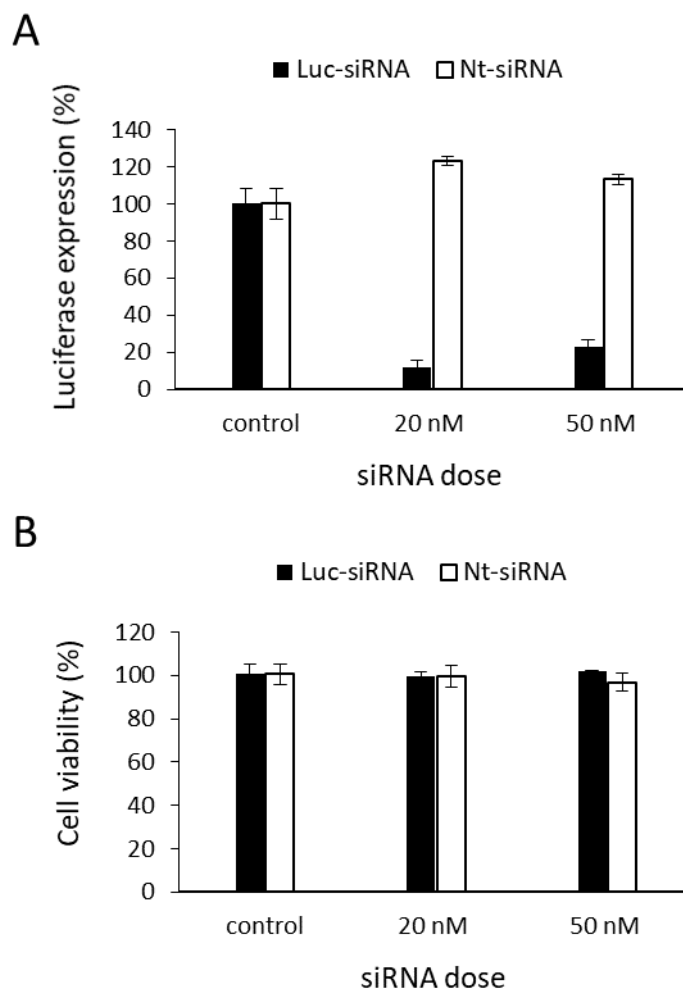 A
Luc-siRNA Nt-siRNA
Luciferase expression (%)
140
120
100
80
60
40
20
0
control 20 nM 50 nM
siRNA dose
B
Luc-siRNA Nt-siRNA
Cell viability (%)
120
100
80
60
40
20
0
control 20 nM 50 nM
siRNA dose